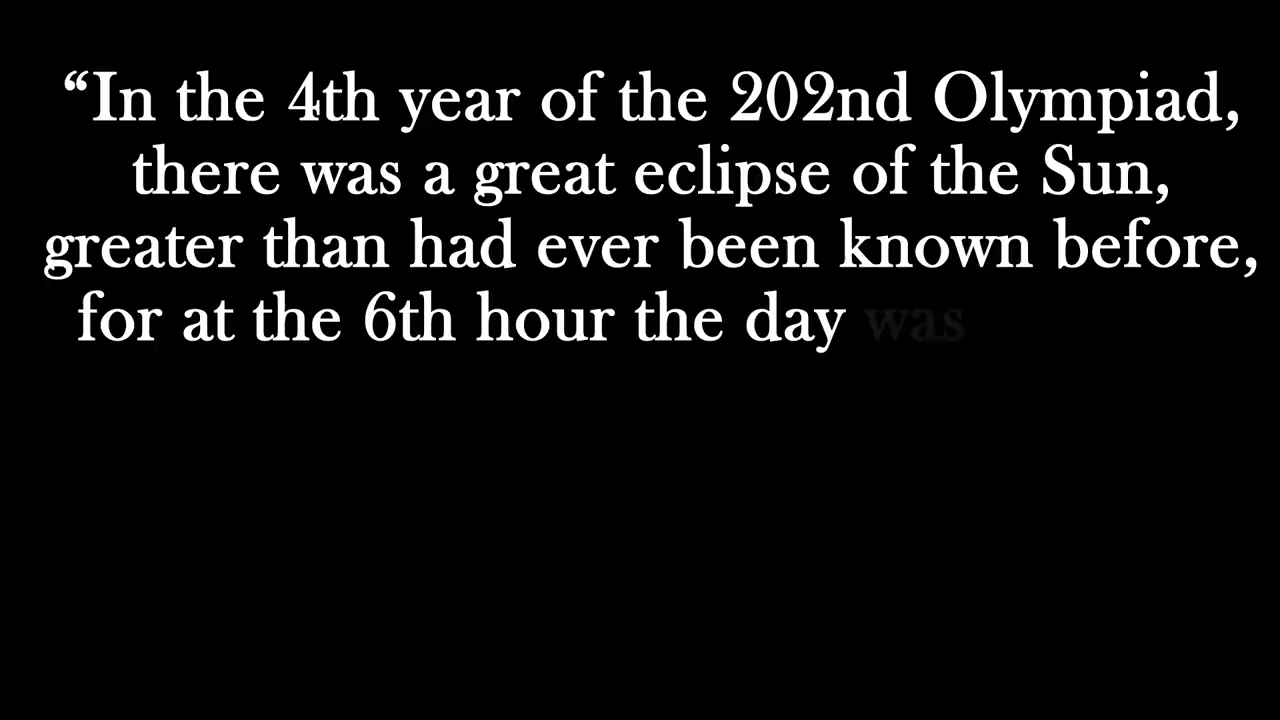 “In the 4th year of the 202nd Olympiad,
there was a great eclipse of the Sun,
greater than had ever been known before,
for at the 6th hour the day was